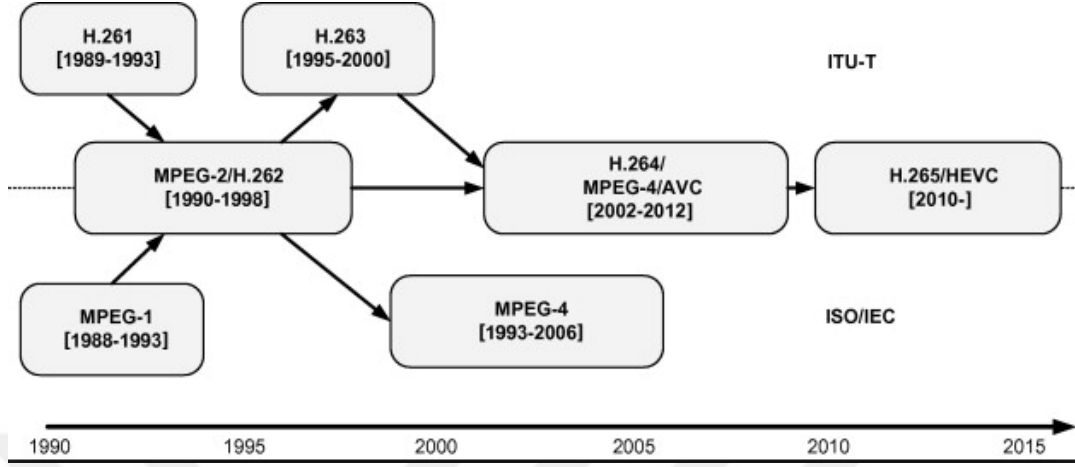 H.261
[1989-1993]
H.263
[1995-2000]
ITU-T
MPEG-2/H.262
[1990-1998]
H.264/
MPEG-4/AVC
[2002-2012]
H.265/HEVC
[2010-]
MPEG-1
[1988-1993]
MPEG-4
[1993-2006]
ISO/IEC
1990 1995 2000 2005 2010 2015